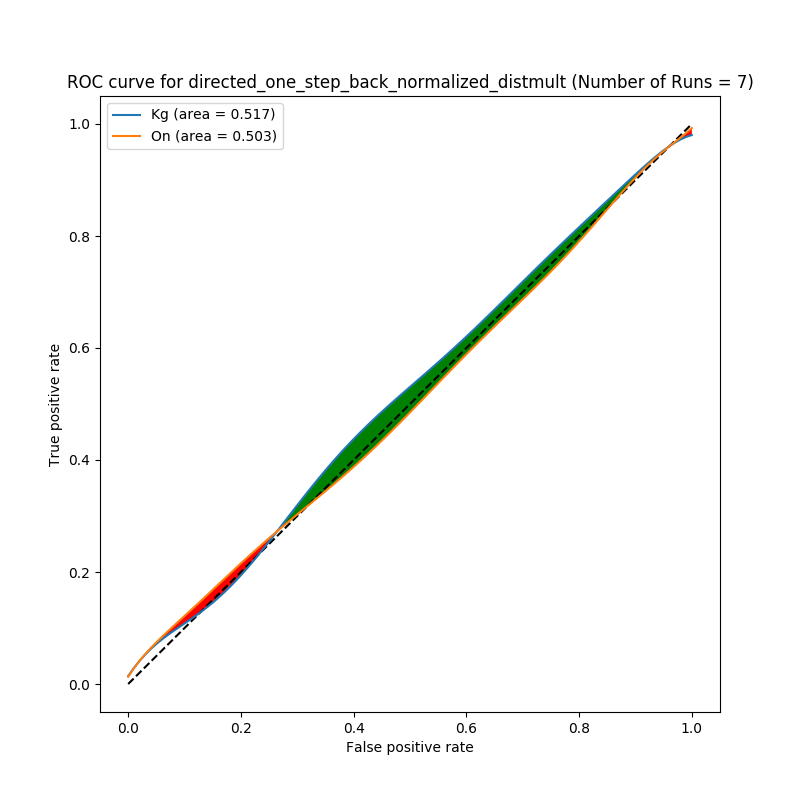 ROC curve for directed_one_step_back_normalized_distmult (Number of Runs = 7)
Kg (area = 0.517)
On (area = 0.503)
1.0
0.8
0.6
0.4
0.2
0.0
True positive rate
0.0 0.2 0.4 0.6 0.8 1.0
False positive rate